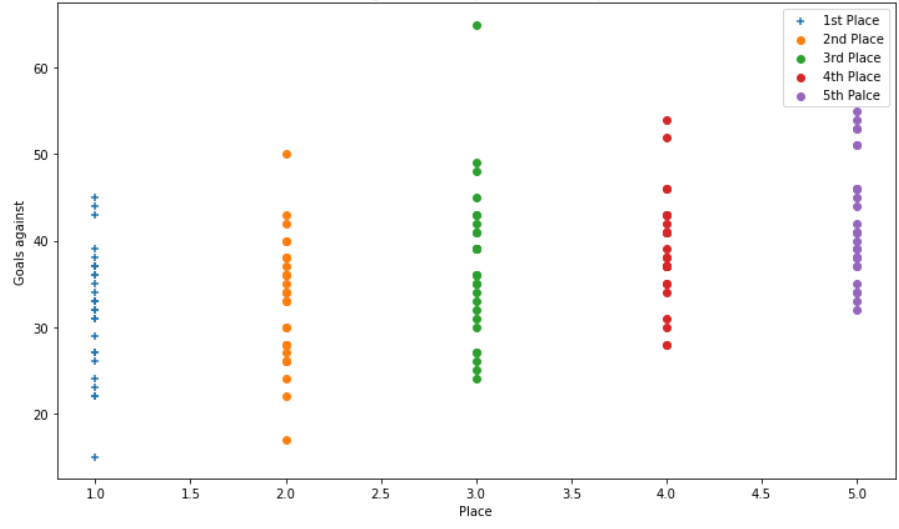 1st Place
2nd Place
3rd Place
4th Place
5th Palce
60
50
40
30
20
Goals against
1.0 1.5 2.0 2.5 3.0 3.5 4.0 4.5 5.0
Place